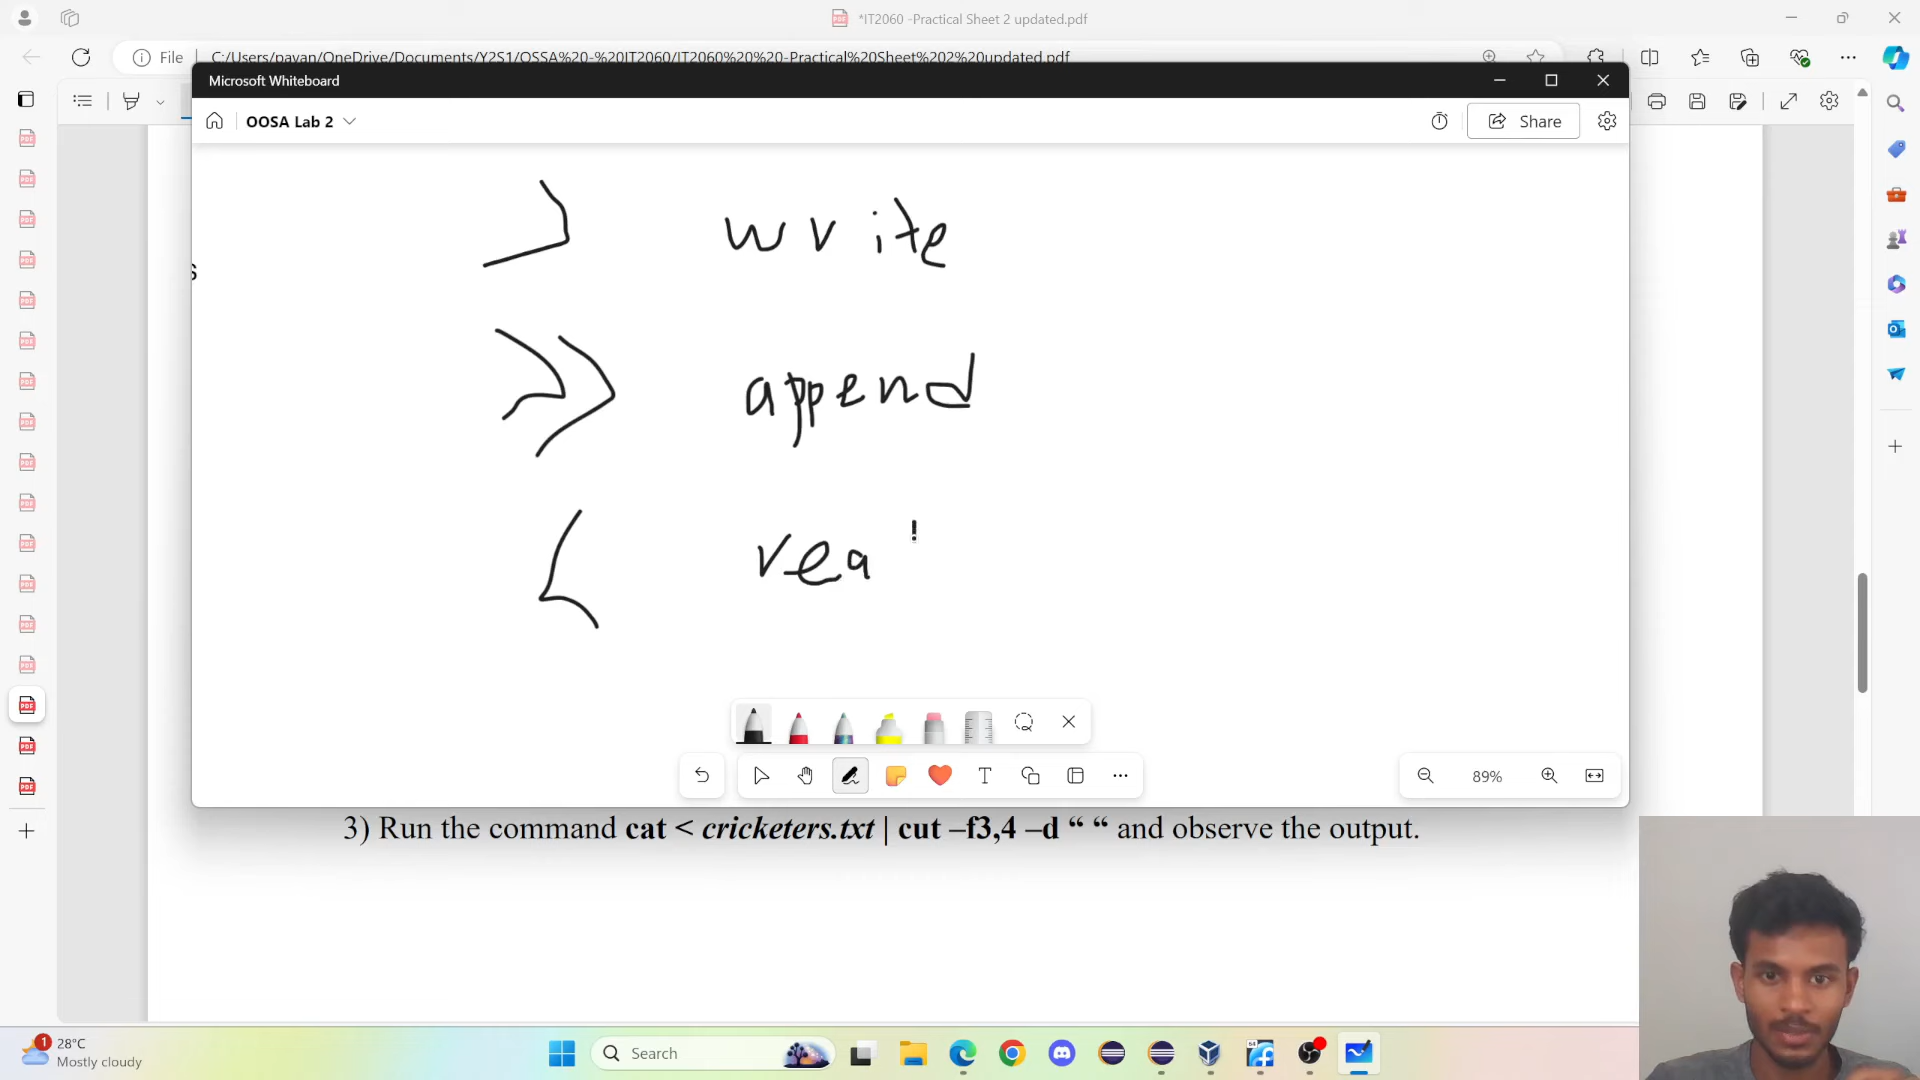 *IT2060 -Practical Sheet 2 updated.pdf
File
C:/Users/pavan/OneDrive/Documents/Y2S1/OSSA%20-%20IT2060/IT2060%20%20-Practical%20Sheet%202%20updated.pdf
Microsoft Whiteboard
OOSA Lab 2
Share
> write
>> append
< rea
89%
3) Run the command cat < cricketers.txt | cut –f3,4 –d “ “ and observe the output.
1
28°C
Mostly cloudy
Search